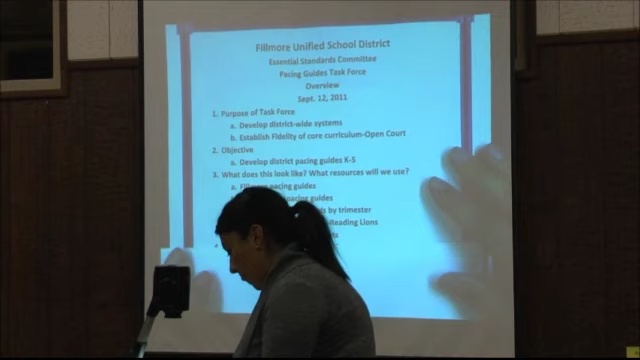 Fillmore Unified School District
Essential Standards Committee
Pacing Guides Task Force
Overview
Sept. 12, 2011
1. Purpose of Task Force
a. Develop district-wide systems
b. Establish Fidelity of core curriculum-Open Court
2. Objective
a. Develop district pacing guides K-5
3. What does this look like? What resources will we use?
a. pacing guides
pacing guides
by trimester
-Reading Lions